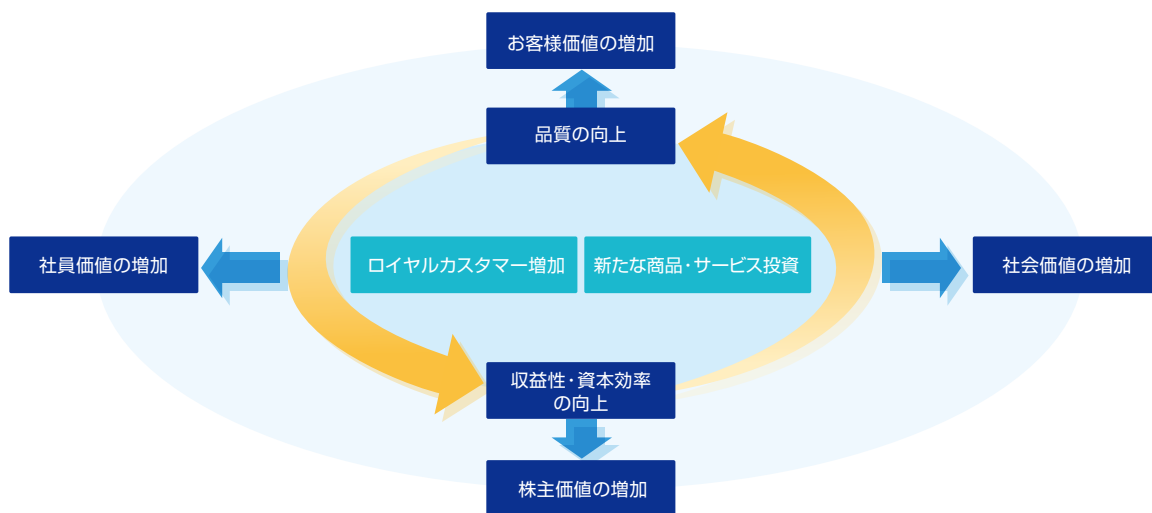 お客様価値の増加
品質の向上
社員価値の増加
ロイヤルカスタマー増加
新たな商品・サービス投資
社会価値の増加
収益性・資本効率
の向上
株主価値の増加